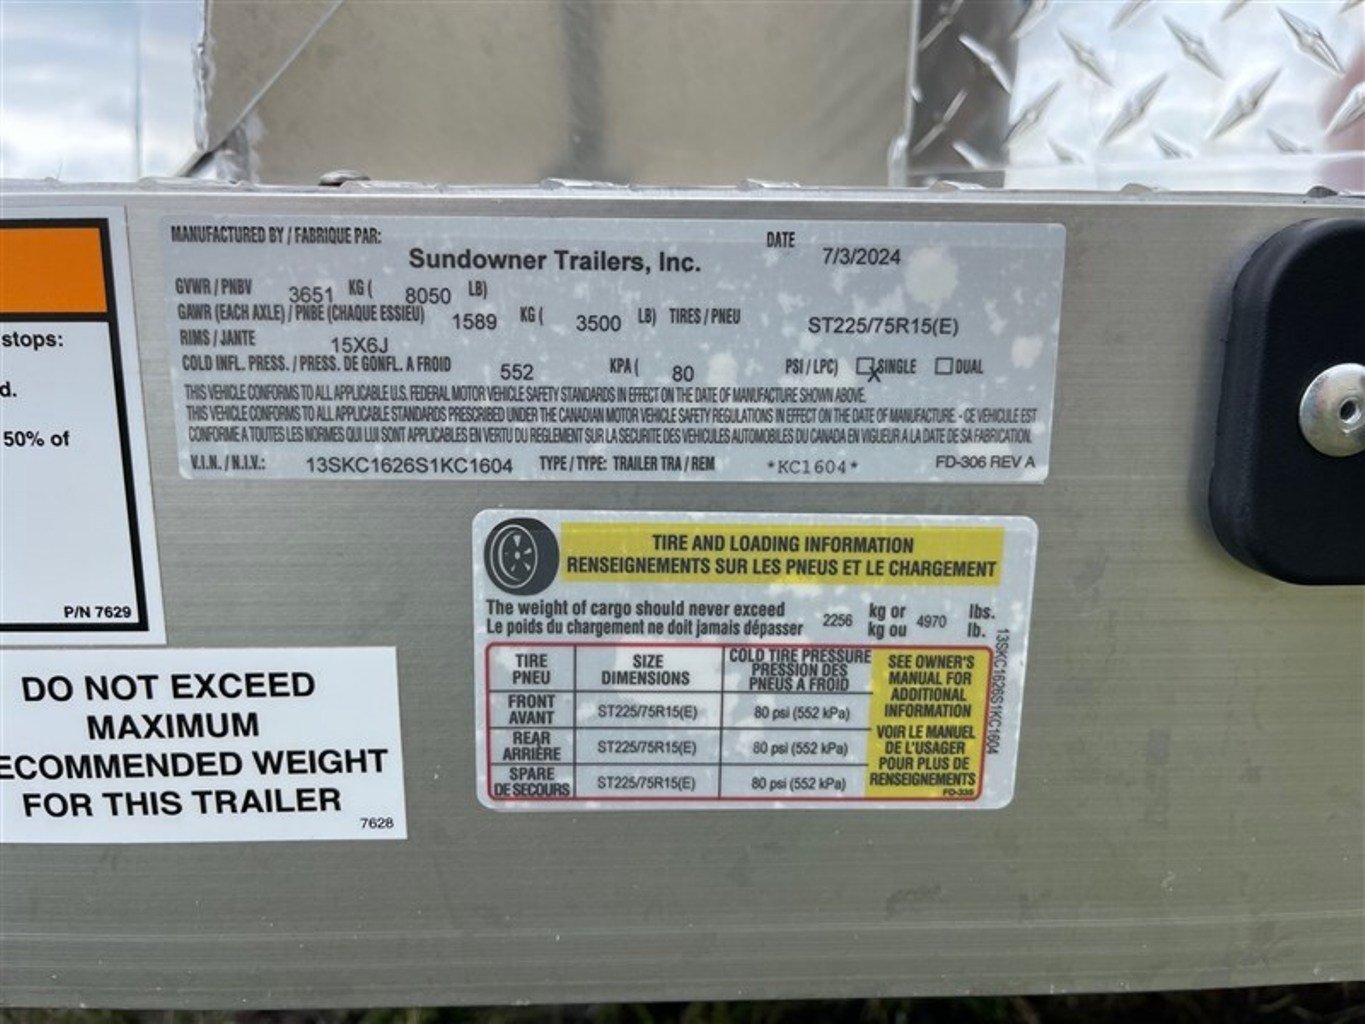 MANUFACTURED BY / FABRIQUE PAR: DATE
Sundowner Trailers, Inc. 7/3/2024
GVWR / PNBV 3651 KG ( 8050 LB)
GAWR (EACH AXLE) / PNBE (CHAQUE ESSIEU) 1589 KG ( 3500 LB) TIRES / PNEU ST225/75R15(E)
RIMS / JANTE 15X6J
COLD INFL. PRESS. / PRESS. DE GONFL. A FROID 552 KPA ( 80 PSI / LPC) X SINGLE DUAL
THIS VEHICLE CONFORMS TO ALL APPLICABLE U.S. FEDERAL MOTOR VEHICLE SAFETY STANDARDS IN EFFECT ON THE DATE OF MANUFACTURE SHOWN ABOVE.
THIS VEHICLE CONFORMS TO ALL APPLICABLE STANDARDS PRESCRIBED UNDER THE CANADIAN MOTOR VEHICLE SAFETY REGULATIONS IN EFFECT ON THE DATE OF MANUFACTURE. - CE VEHICULE EST
CONFORME A TOUTES LES NORMES QUI LUI SONT APPLICABLES EN VERTU DU REGLEMENT SUR LA SECURITE DES VEHICULES AUTOMOBILES DU CANADA EN VIGUEUR A LA DATE DE SA FABRICATION.
V.I.N. / N.I.V.: 13SKC1626S1KC1604 TYPE / TYPE: TRAILER TRA / REM *KC1604* FD-306 REV A
stops:
d.
50% of
P/N 7629
DO NOT EXCEED
MAXIMUM
ECOMMENDED WEIGHT
FOR THIS TRAILER
7628
TIRE AND LOADING INFORMATION
RENSEIGNEMENTS SUR LES PNEUS ET LE CHARGEMENT
The weight of cargo should never exceed 2256 kg or 4970 lbs.
Le poids du chargement ne doit jamais dépasser kg ou lb.
TIRE PNEU SIZE DIMENSIONS COLD TIRE PRESSURE PRESSION DES PNEUS A FROID
FRONT AVANT ST225/75R15(E) 80 psi (552 kPa)
REAR ARRIÈRE ST225/75R15(E) 80 psi (552 kPa)
SPARE DE SECOURS ST225/75R15(E) 80 psi (552 kPa)
SEE OWNER'S
MANUAL FOR
ADDITIONAL
INFORMATION
VOIR LE MANUEL
DE L'USAGER
POUR PLUS DE
RENSEIGNEMENTS
FD-335
13SKC1626S1KC1604